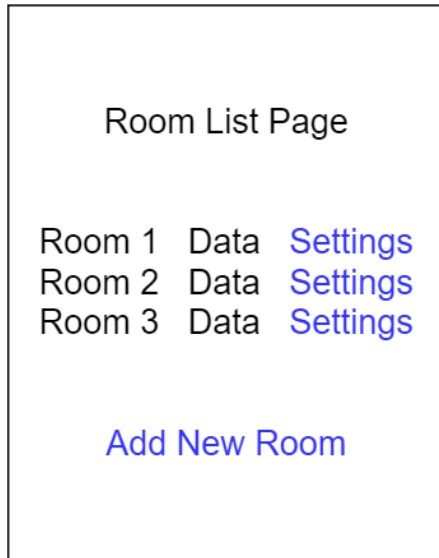 Room List Page
Room 1 Data Settings
Room 2 Data Settings
Room 3 Data Settings
Add New Room